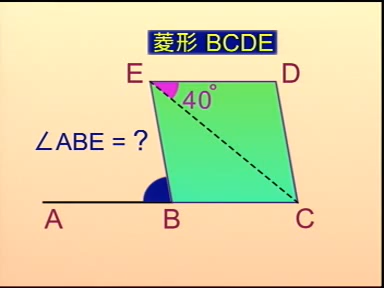 菱形 BCDE
E D
40°
∠ABE = ?
A B C